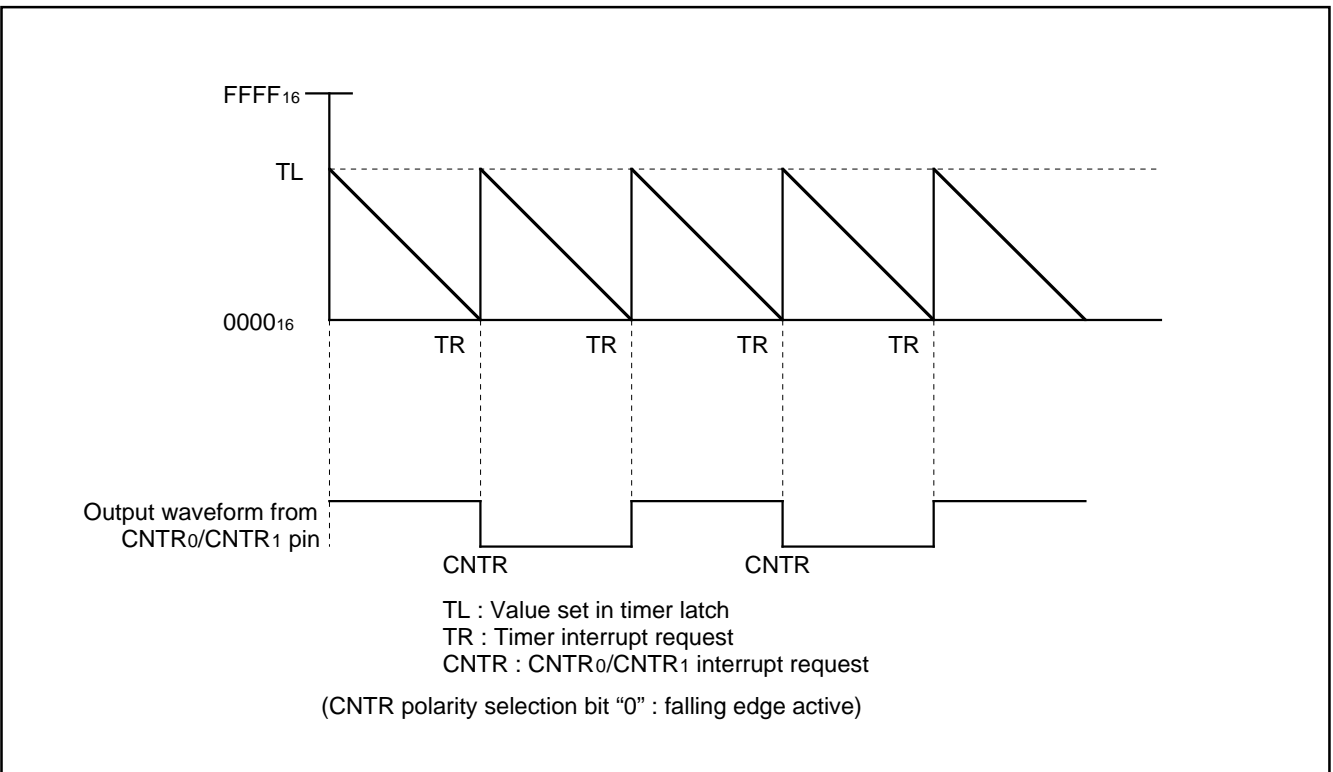 FFFF16
TL
000016
TR TR TR TR
Output waveform from
CNTR0/CNTR1 pin
CNTR CNTR
TL : Value set in timer latch
TR : Timer interrupt request
CNTR : CNTR0/CNTR1 interrupt request
(CNTR polarity selection bit “0” : falling edge active)